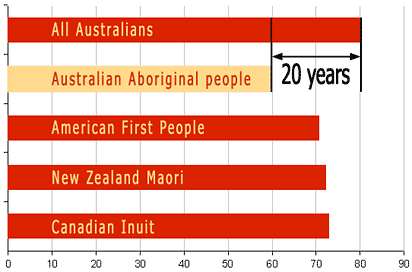 All Australians
Australian Aboriginal people
20 years
American First People
New Zealand Maori
Canadian Inuit
0 10 20 30 40 50 60 70 80 90